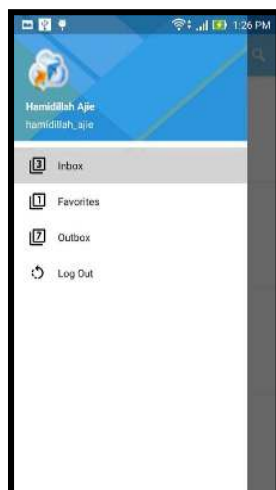 1:26 PM
Hamidillah Ajie
hamidillah_ajie
3 Inbox
1 Favorites
7 Outbox
Log Out